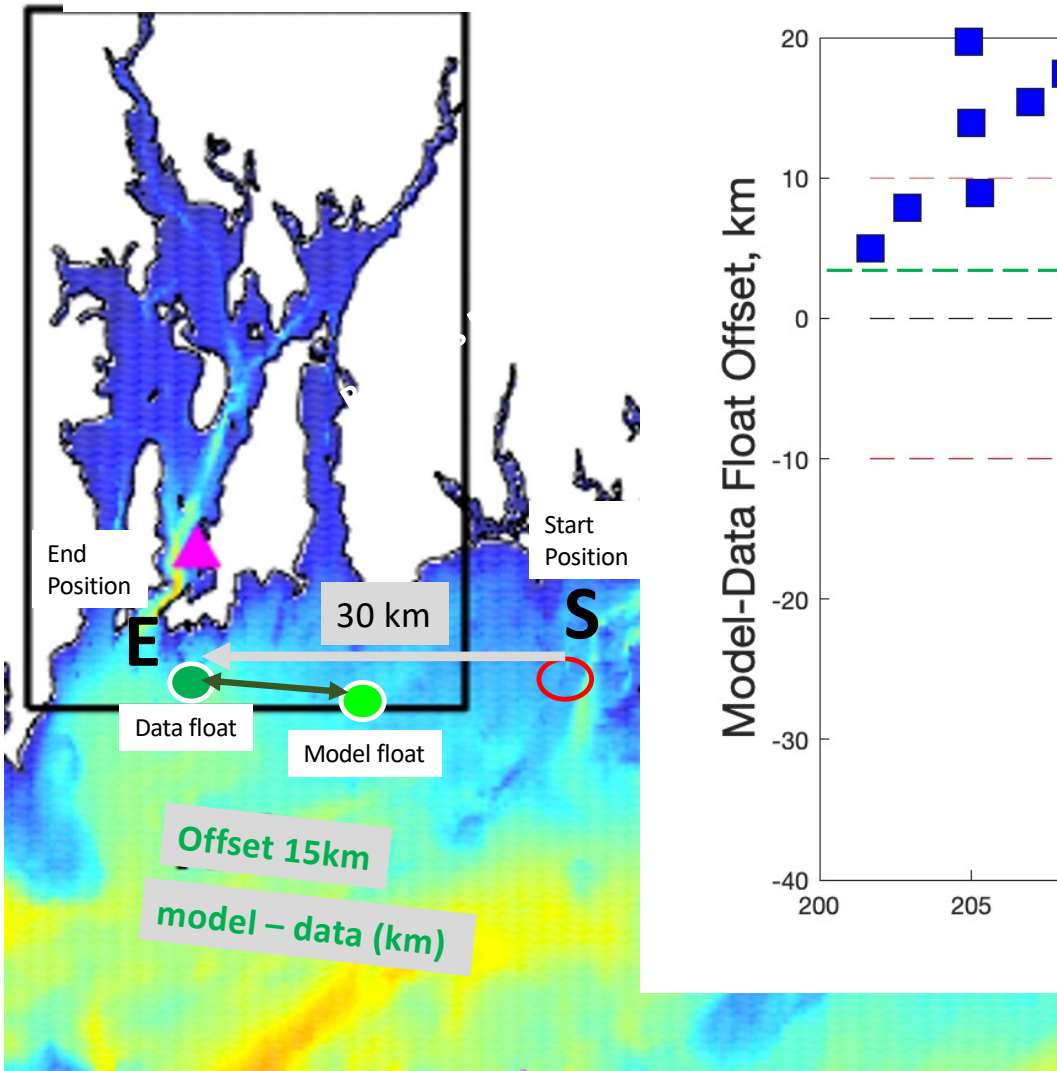 End
Position
E
Start
Position
S
30 km
Data float
Model float
Offset 15km
model – data (km)
Model-Data Float Offset, km
20
10
0
-10
-20
-30
-40
200
205